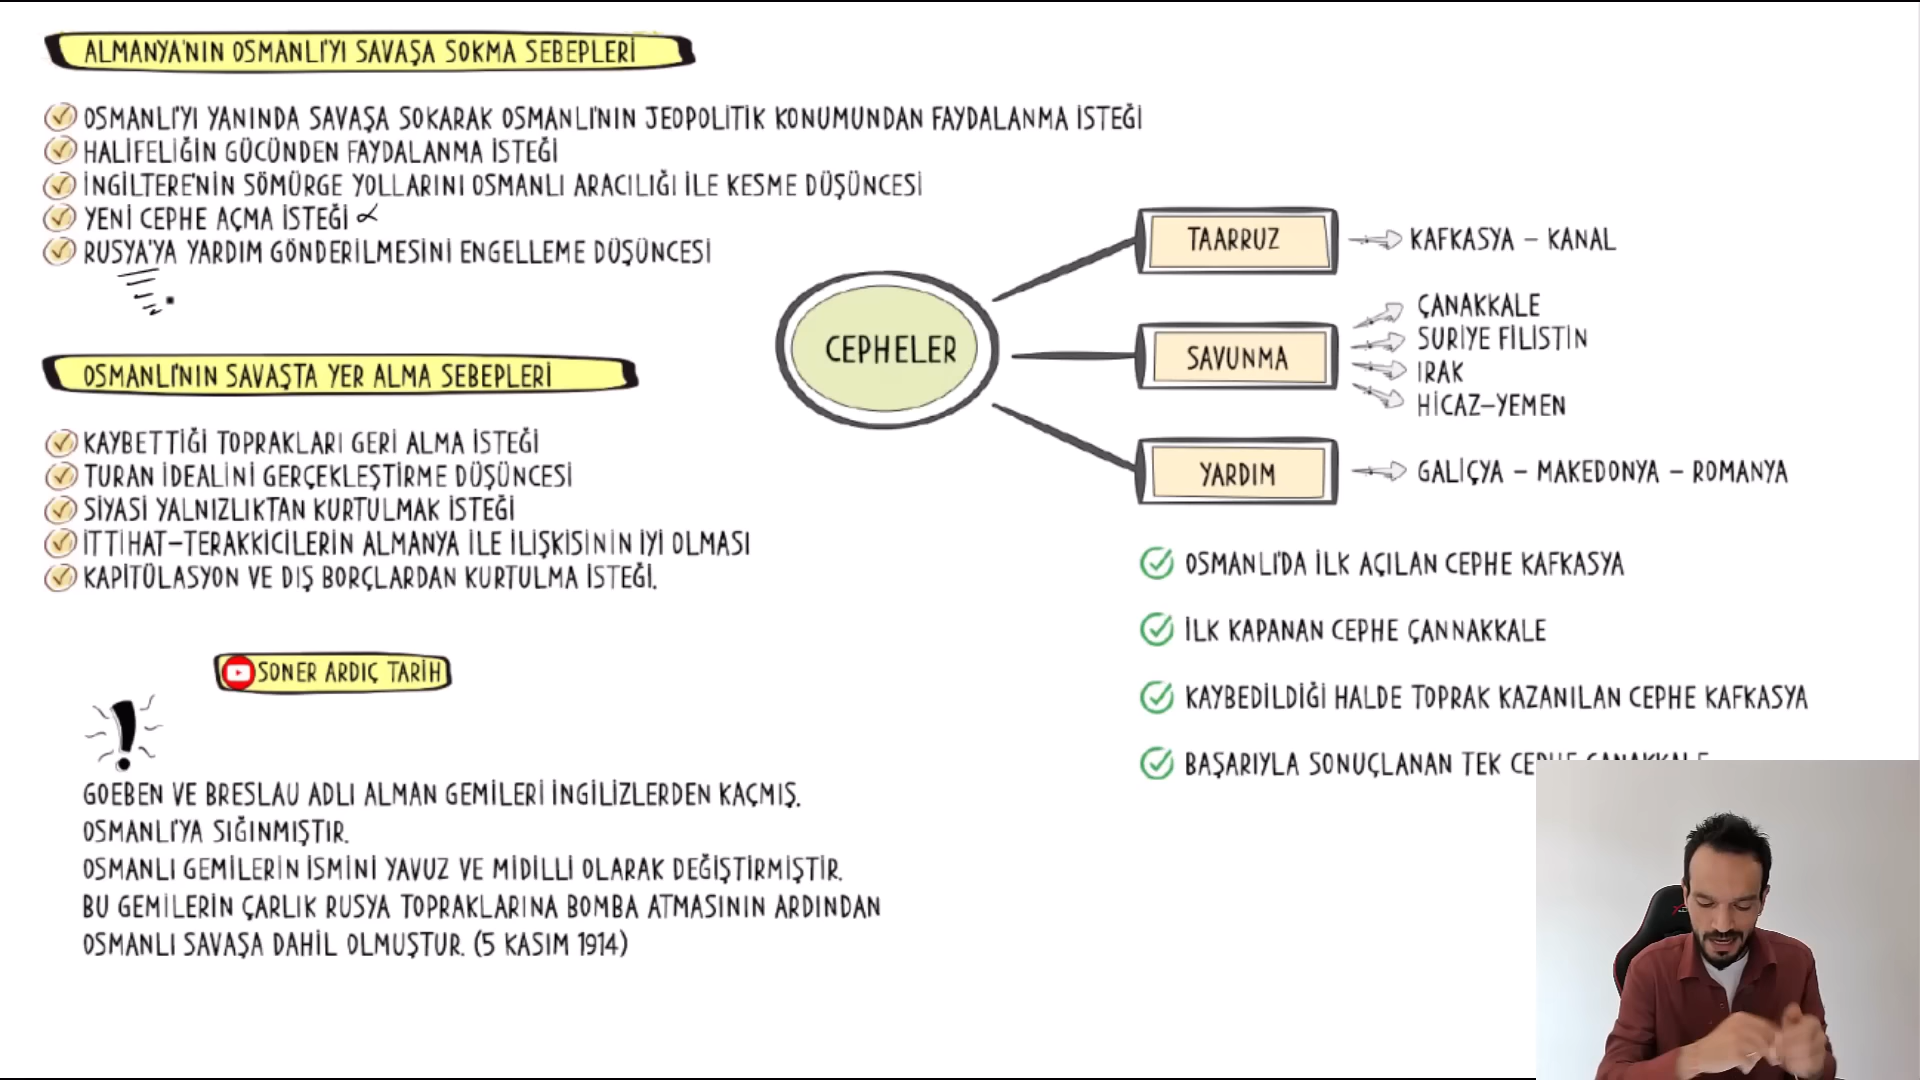 ALMANYA'NIN OSMANLI'YI SAVAŞA SOKMA SEBEPLERİ
OSMANLI'YI YANINDA SAVAŞA SOKARAK OSMANLI'NIN JEOPOLİTİK KONUMUNDAN FAYDALANMA İSTEĞİ
HALİFELİĞİN GÜCÜNDEN FAYDALANMA İSTEĞİ
İNGİLTERE'NİN SÖMÜRGE YOLLARINI OSMANLI ARACILIĞI İLE KESME DÜŞÜNCESİ
YENİ CEPHE AÇMA İSTEĞİ
RUSYA'YA YARDIM GÖNDERİLMESİNİ ENGELLEME DÜŞÜNCESİ
OSMANLI'NIN SAVAŞTA YER ALMA SEBEPLERİ
KAYBETTİĞİ TOPRAKLARI GERİ ALMA İSTEĞİ
TURAN İDEALİNİ GERÇEKLEŞTİRME DÜŞÜNCESİ
SİYASİ YALNIZLIKTAN KURTULMAK İSTEĞİ
İTTİHAT-TERAKKİCİLERİN ALMANYA İLE İLİŞKİSİNİN İYİ OLMASI
KAPİTÜLASYON VE DIŞ BORÇLARDAN KURTULMA İSTEĞİ.
SONER ARDIÇ TARİH
GOEBEN VE BRESLAU ADLI ALMAN GEMİLERİ İNGİLİZLERDEN KAÇMIŞ.
OSMANLI'YA SIĞINMIŞTIR.
OSMANLI GEMİLERİN İSMİNİ YAVUZ VE MİDİLLİ OLARAK DEĞİŞTİRMİŞTİR.
BU GEMİLERİN ÇARLIK RUSYA TOPRAKLARINA BOMBA ATMASININ ARDINDAN
OSMANLI SAVAŞA DAHİL OLMUŞTUR. (5 KASIM 1914)
CEPHELER
TAARRUZ
KAFKASYA - KANAL
SAVUNMA
ÇANAKKALE
SURİYE FİLİSTİN
IRAK
HİCAZ-YEMEN
YARDIM
GALİÇYA - MAKEDONYA - ROMANYA
OSMANLI'DA İLK AÇILAN CEPHE KAFKASYA
İLK KAPANAN CEPHE ÇANNAKKALE
KAYBEDİLDİĞİ HALDE TOPRAK KAZANILAN CEPHE KAFKASYA
BAŞARIYLA SONUÇLANAN TEK CEPHE ÇANAKKALE